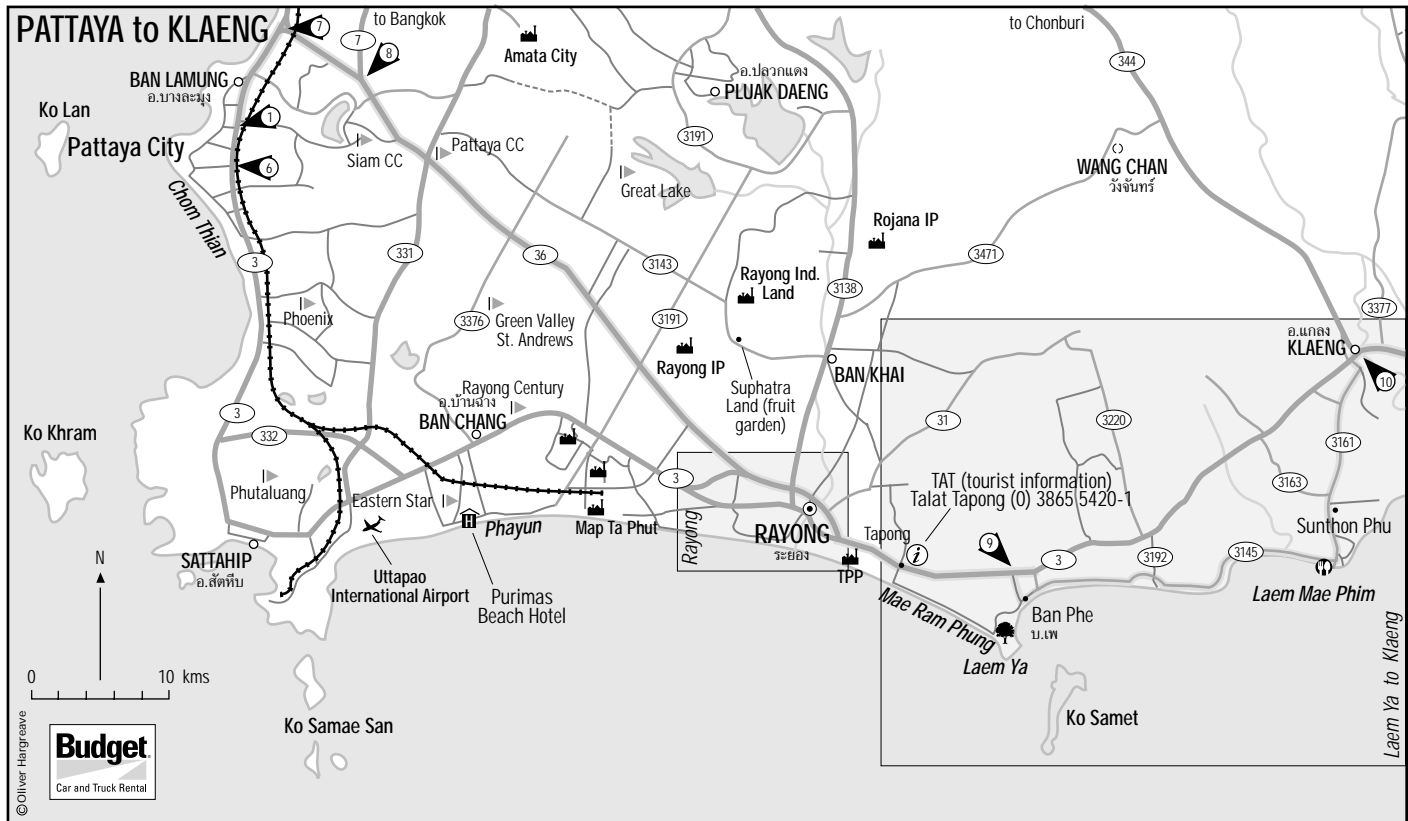 PATTAYA to KLAENG
to Bangkok
to Chonburi
7
7
8
Amata City
344
BAN LAMUNG
อ.บางละมุง
อ.ปลวกแดง
PLUAK DAENG
Ko Lan
1
Pattaya City
Siam CC
Pattaya CC
3191
6
Great Lake
WANG CHAN
วังจันทร์
Chom Thian
Rojana IP
3
331
36
3143
3471
Rayong Ind.
Land
3138
Phoenix
3376
Green Valley
St. Andrews
3191
3377
อ.แกลง
KLAENG
Rayong IP
Suphatra
Land (fruit
garden)
BAN KHAI
10
Rayong Century
อ.บ้านฉาง
BAN CHANG
3
332
31
3220
3161
Ko Khram
Phutaluang
Eastern Star
3
TAT (tourist information)
Talat Tapong (0) 3865 5420-1
3163
Sunthon Phu
H
Phayun
Map Ta Phut
Rayong
RAYONG
ระยอง
Tapong
i
9
3
3192
3145
N
SATTAHIP
อ.สัตหีบ
Uttapao
International Airport
Purimas
Beach Hotel
TPP
Mae Ram Phung
Ban Phe
บ.เพ
Laem Mae Phim
Laem Ya
0 10 kms
Ko Samae San
Ko Samet
Laem Ya to Klaeng
©Oliver Hargreave
Budget
Car and Truck Rental